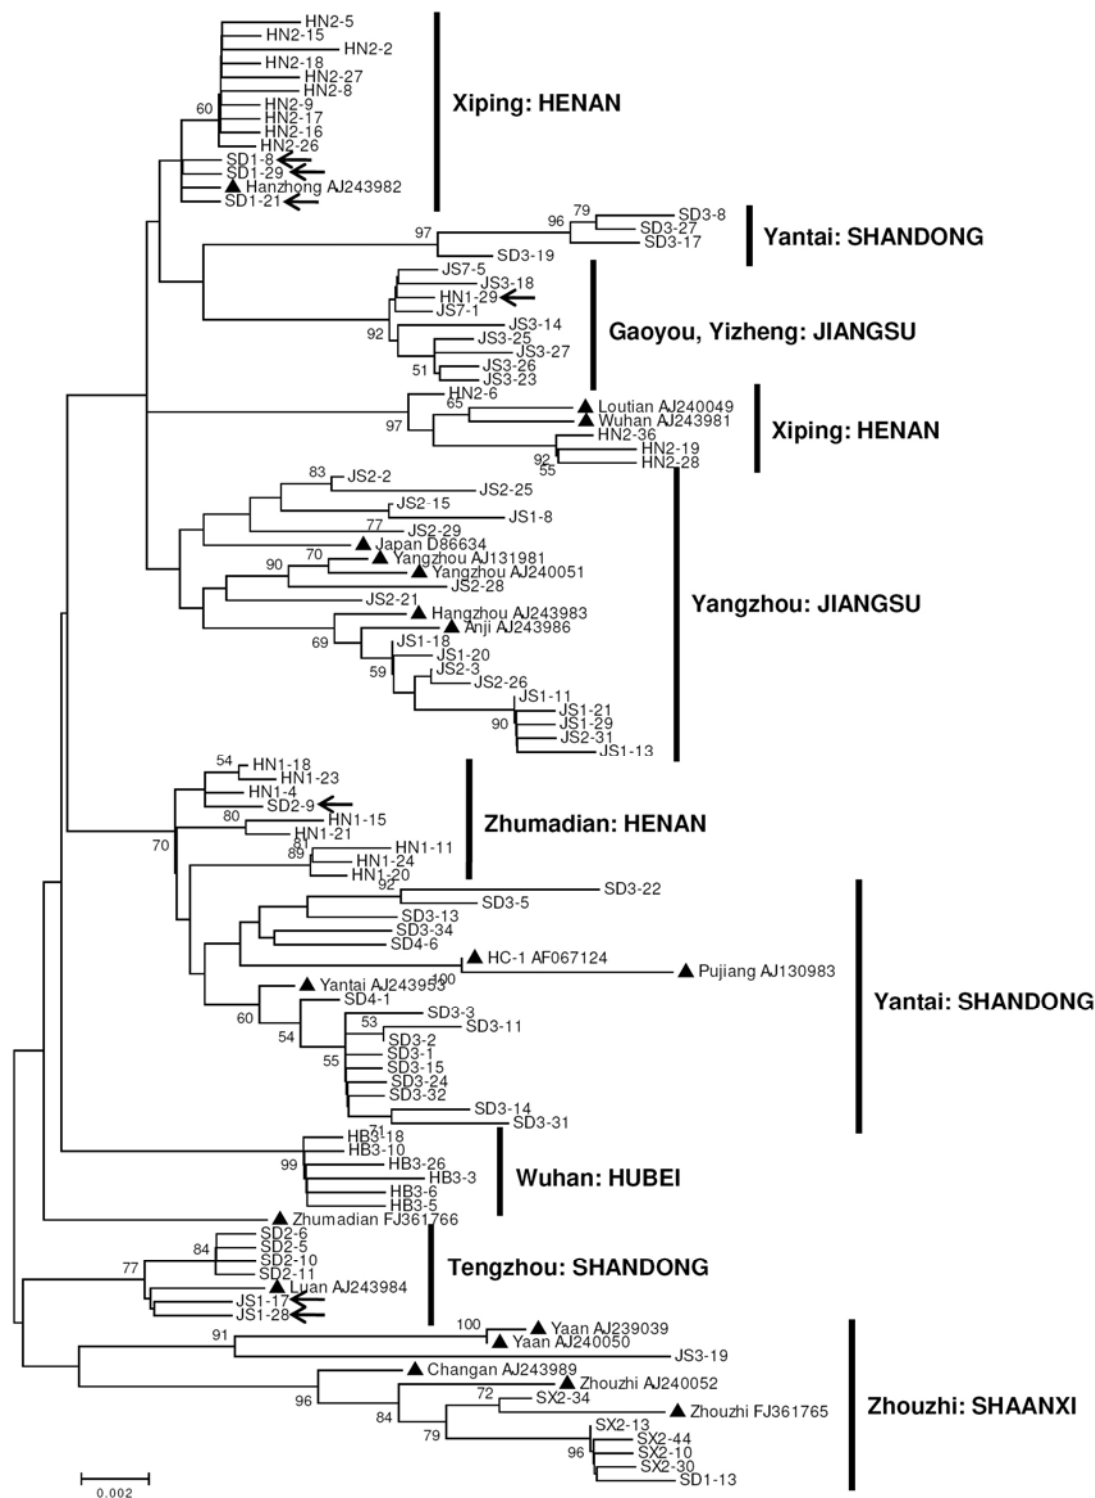 HN2-5
HN2-15
HN2-2
HN2-18
HN2-27
HN2-8
HN2-9
60
HN2-17
HN2-16
HN2-26
Xiping: HENAN
SD1-8
SD1-29
Hanzhong AJ243982
SD1-21
79
SD3-8
96
SD3-27
97
SD3-17
SD3-19
Yantai: SHANDONG
JS7-5
JS3-18
HN1-29
JS7-1
92
JS3-14
JS3-25
JS3-27
51
JS3-26
JS3-23
Gaoyou, Yizheng: JIANGSU
HN2-6
65
Loutian AJ240049
97
Wuhan AJ243981
HN2-36
92
HN2-19
55
HN2-28
Xiping: HENAN
83
JS2-2
JS2-25
JS2-15
JS1-8
77
JS2-29
Japan D86634
70
Yangzhou AJ131981
90
Yangzhou AJ240051
JS2-28
JS2-21
Yangzhou: JIANGSU
Hangzhou AJ243983
Anji AJ243986
69
JS1-18
JS1-20
59
JS2-3
JS2-26
JS1-11
90
JS1-21
JS1-29
JS2-31
JS1-13
54
HN1-18
HN1-23
HN1-4
SD2-9
80
HN1-15
70
HN1-21
81
89
HN1-11
HN1-24
HN1-20
Zhumadian: HENAN
92
SD3-22
SD3-5
SD3-13
SD3-34
SD4-6
HC-1 AF067124
100
Pujiang AJ130983
Yantai AJ243953
60
SD4-1
54
SD3-3
53
SD3-11
SD3-2
55
SD3-1
SD3-15
SD3-24
SD3-32
SD3-14
71
SD3-31
Yantai: SHANDONG
HB3-18
HB3-10
99
HB3-26
HB3-3
HB3-6
HB3-5
Wuhan: HUBEI
Zhumadian FJ361766
SD2-6
84
SD2-5
77
SD2-10
SD2-11
Luan AJ243984
JS1-17
JS1-28
Tengzhou: SHANDONG
100
Yaan AJ239039
91
Yaan AJ240050
JS3-19
Changan AJ243989
96
Zhouzhi AJ240052
72
SX2-34
84
Zhouzhi FJ361765
79
SX2-13
96
SX2-44
SX2-10
SX2-30
SD1-13
Zhouzhi: SHAANXI
0.002